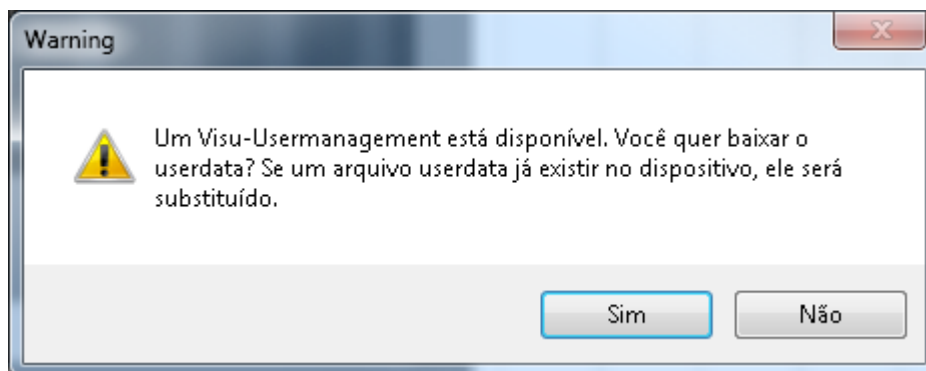 Warning
Um Visu-Usermanagement está disponível. Você quer baixar o
userdata? Se um arquivo userdata já existir no dispositivo, ele será
substituído.
Sim
Não